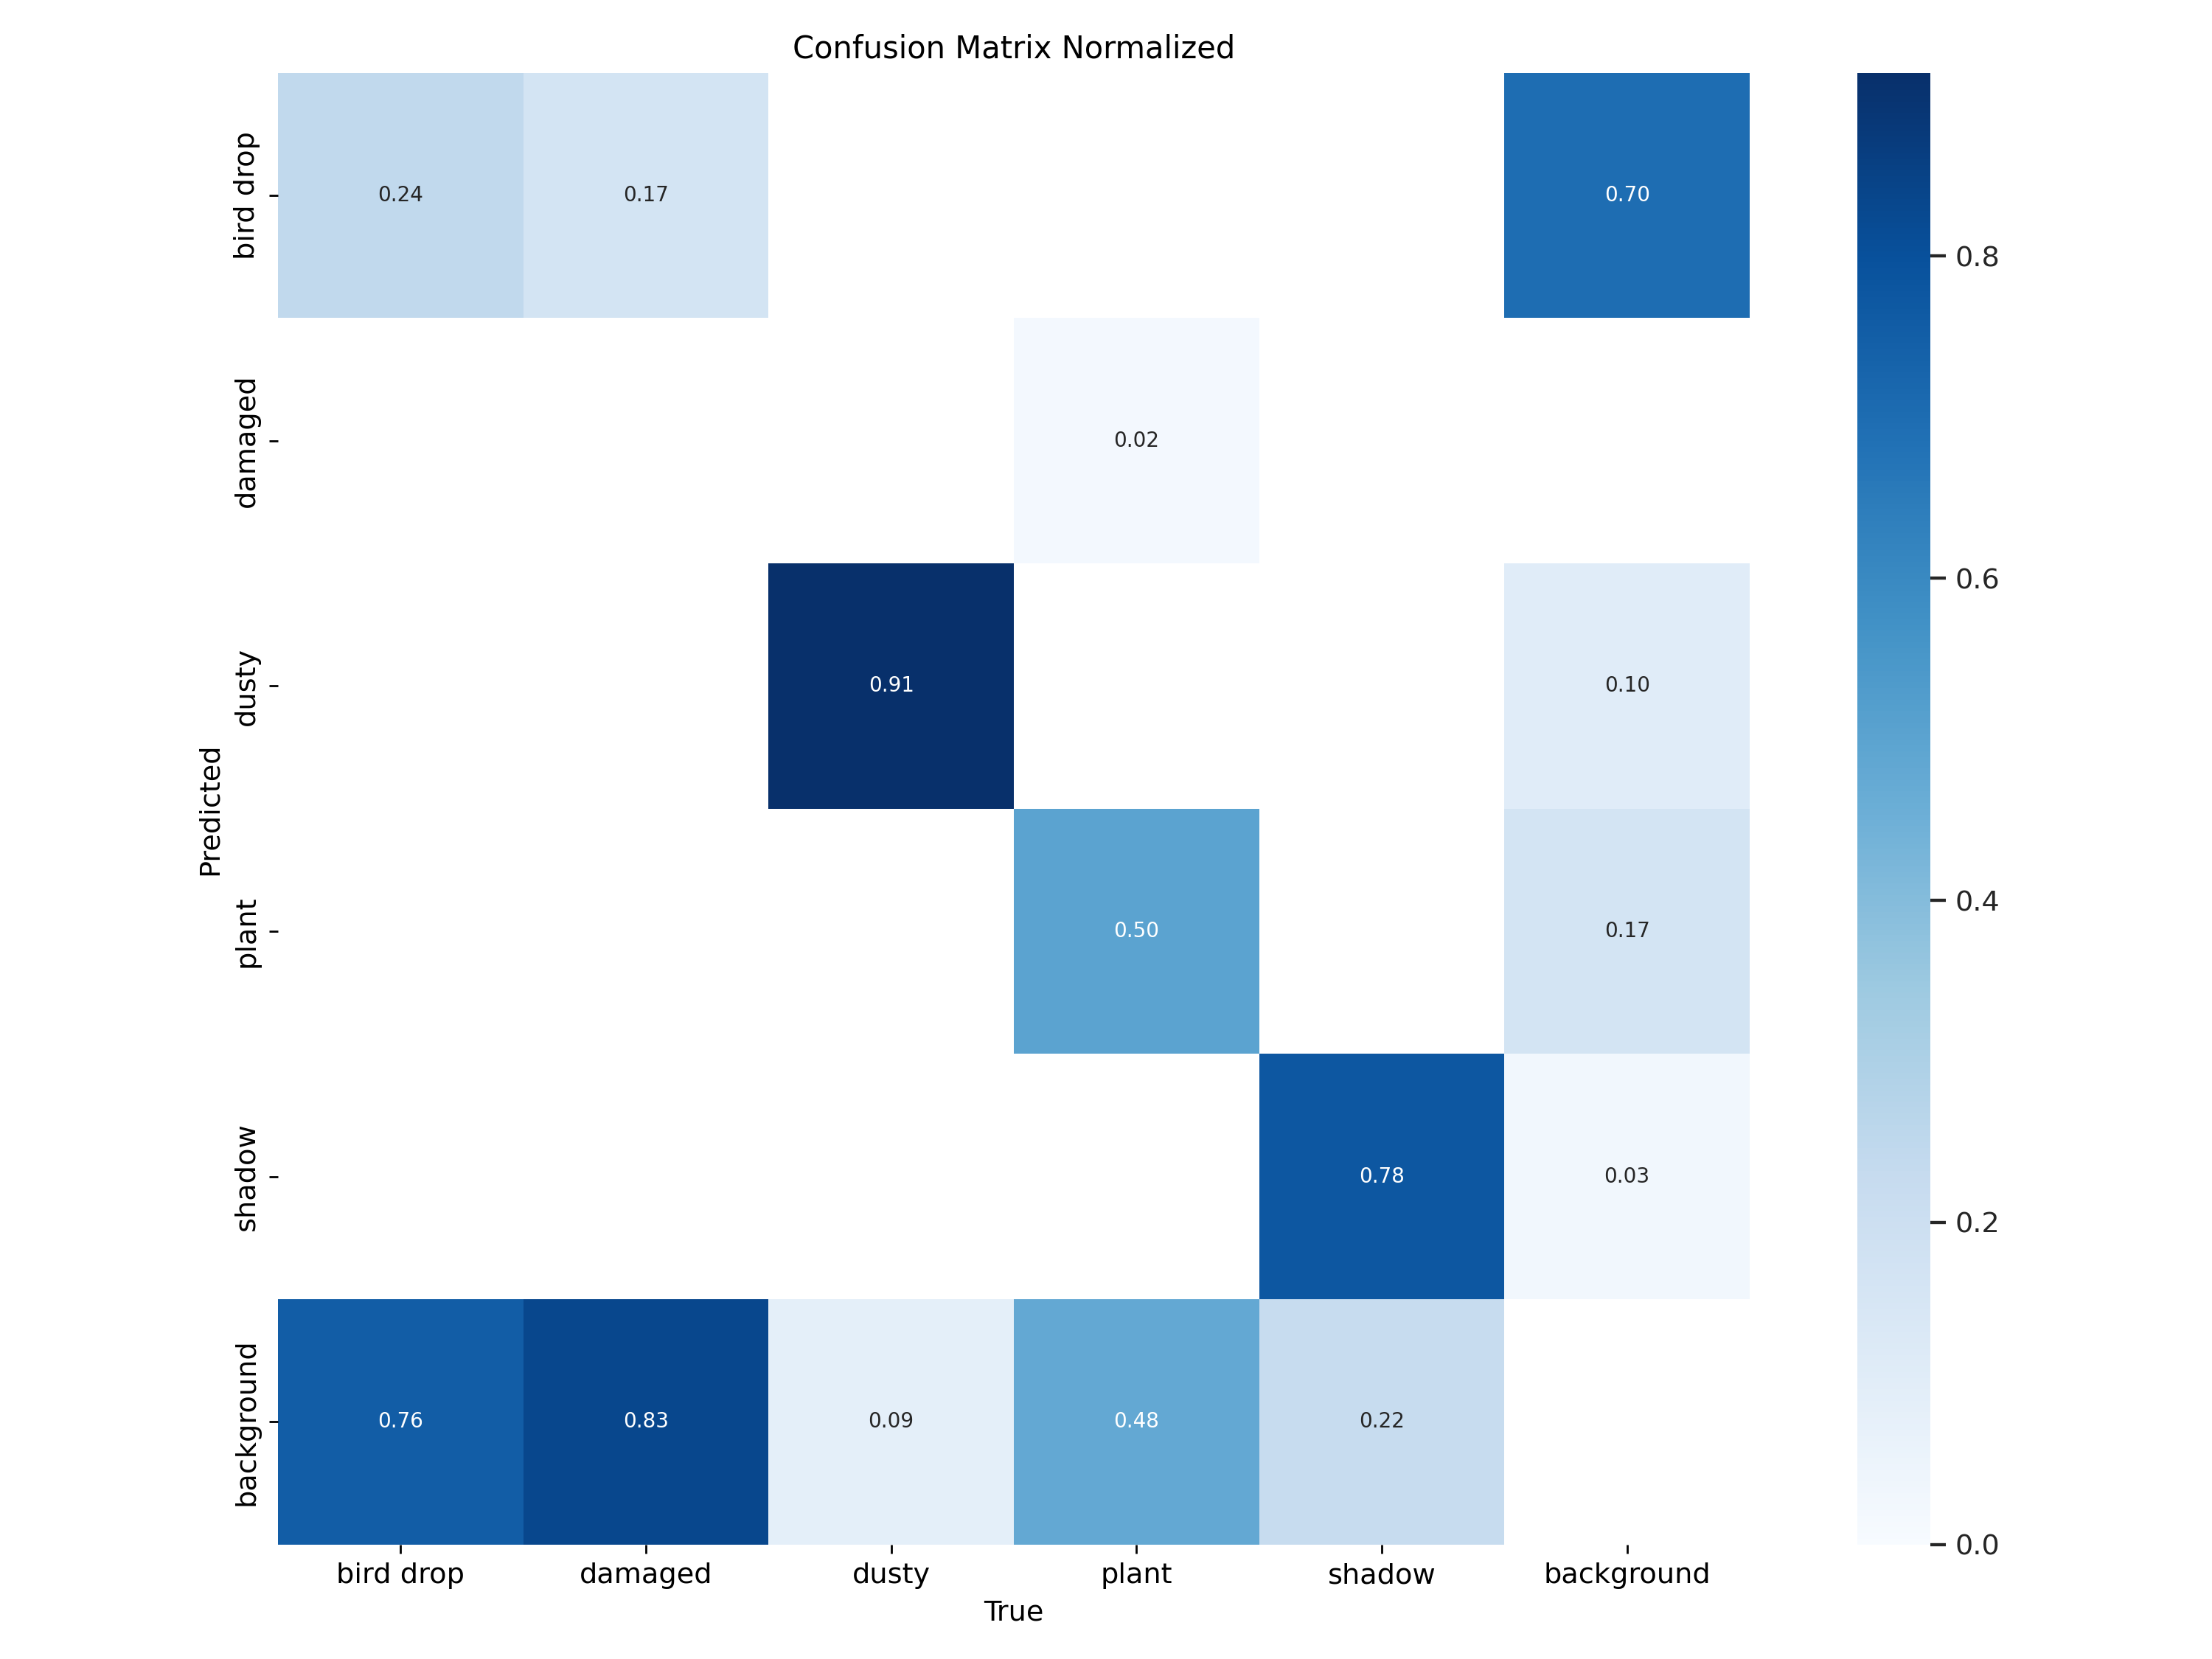 Confusion Matrix Normalized
bird drop
0.24 0.17 0.70
0.8
damaged
0.02
0.6
dusty
0.91 0.10
Predicted
plant
0.50 0.17
0.4
shadow
0.78 0.03
0.2
background
0.76 0.83 0.09 0.48 0.22
0.0
bird drop damaged dusty plant shadow background
True